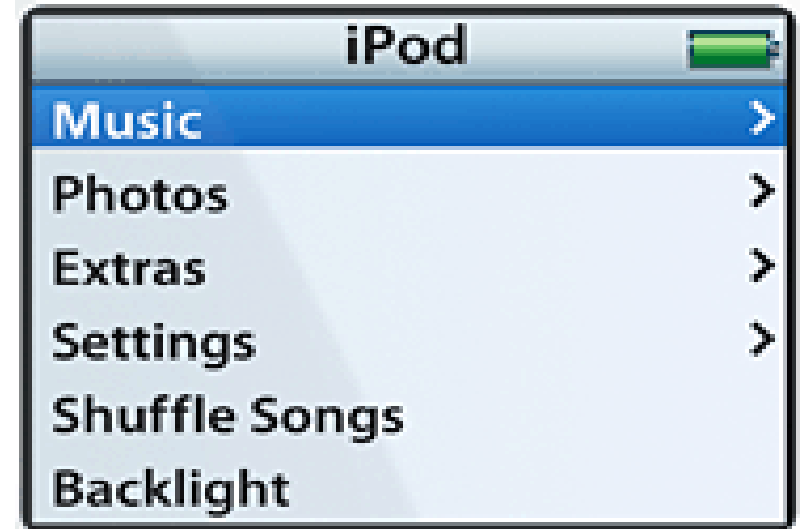 iPod
Music
Photos
Extras
Settings
Shuffle Songs
Backlight